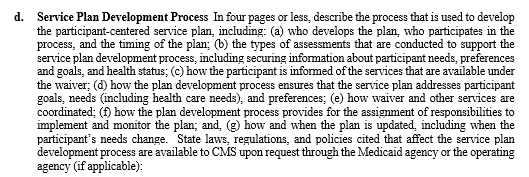 d. Service Plan Development Process In four pages or less, describe the process that is used to develop
the participant-centered service plan, including: (a) who develops the plan, who participates in the
process, and the timing of the plan; (b) the types of assessments that are conducted to support the
service plan development process, including securing information about participant needs, preferences
and goals, and health status; (c) how the participant is informed of the services that are available under
the waiver; (d) how the plan development process ensures that the service plan addresses participant
goals, needs (including health care needs), and preferences; (e) how waiver and other services are
coordinated; (f) how the plan development process provides for the assignment of responsibilities to
implement and monitor the plan; and, (g) how and when the plan is updated, including when the
participant's needs change. State laws, regulations, and policies cited that affect the service plan
development process are available to CMS upon request through the Medicaid agency or the operating
agency (if applicable):